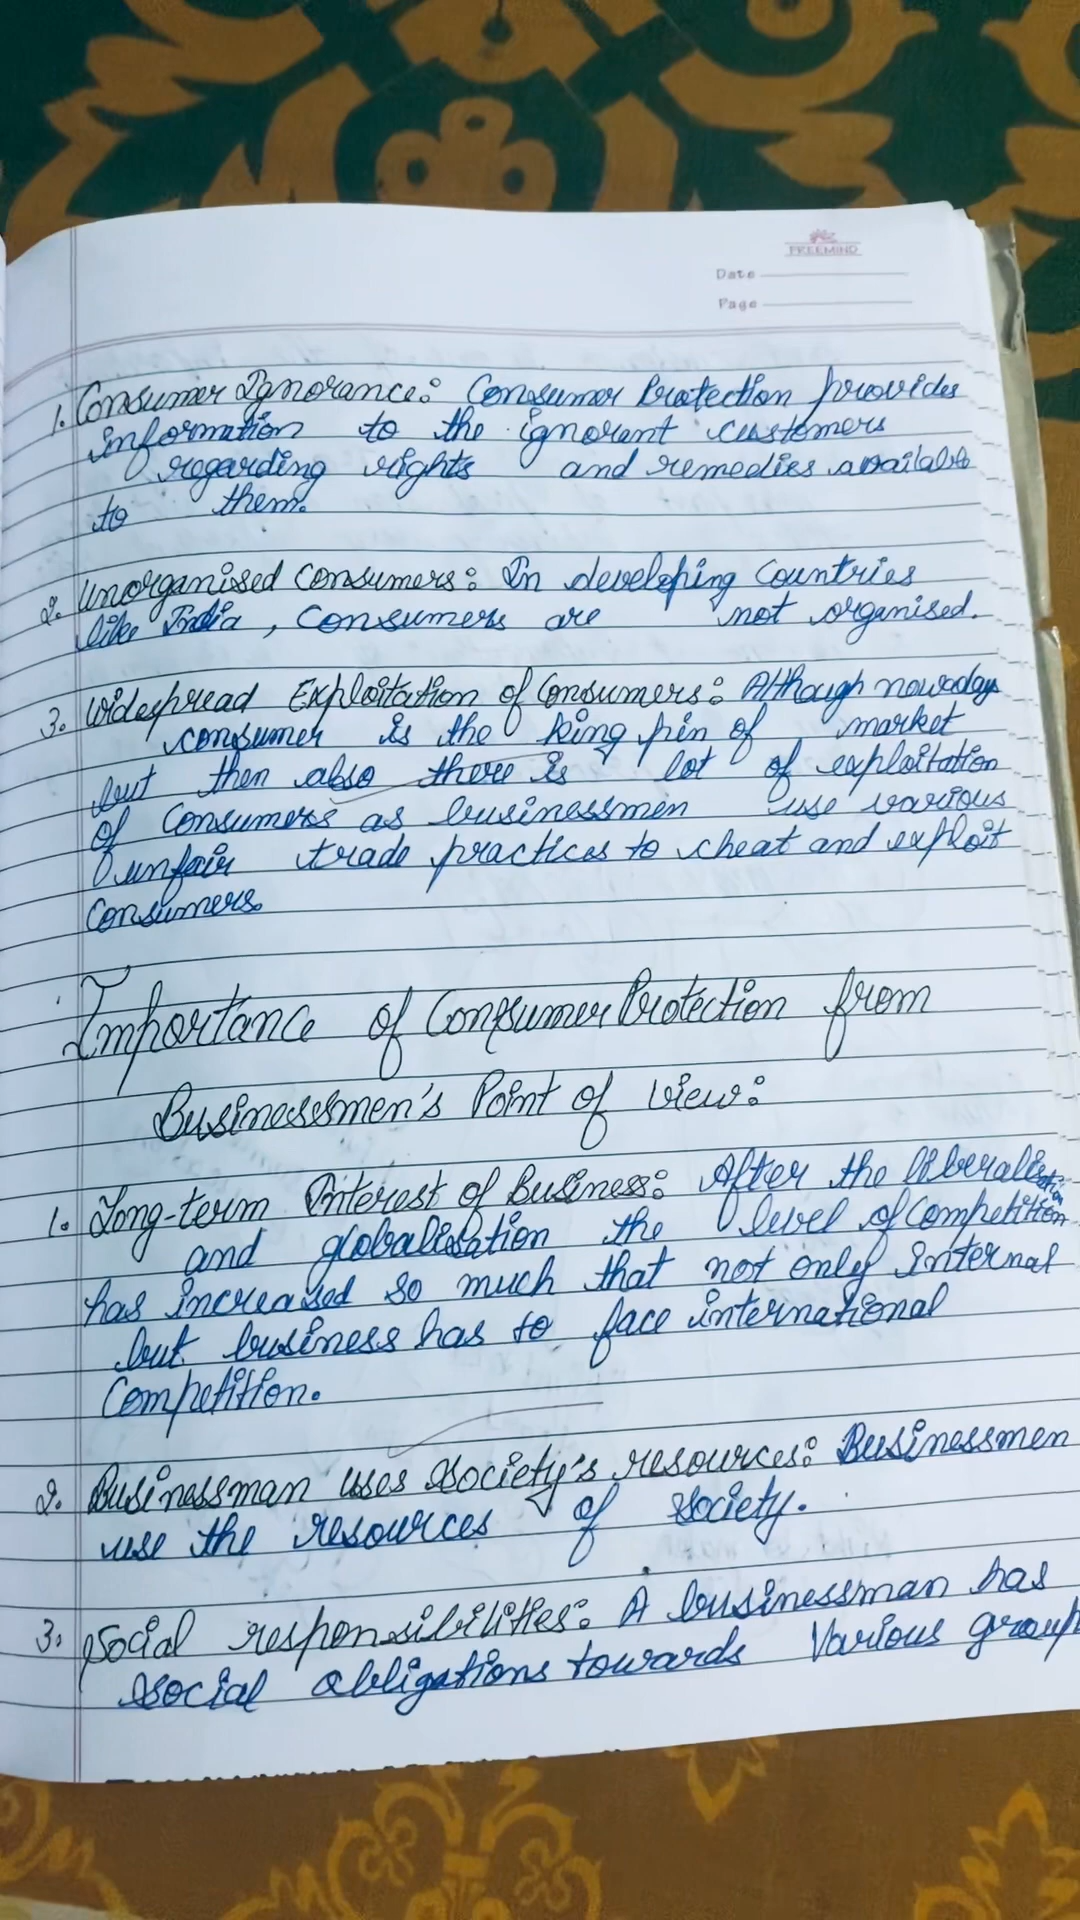 PREEMIND
Date
Page
1. Consumer Ignorance: Consumer Protection provides
information to the ignorent customers
regarding rights and remedies available
to them.
2. Unorganised Consumers: In developing Countries
like India, Consumers are not organised.
3. Widespread Exploitation of Consumers: Although nowadays
consumer is the king pin of market
but then also there is lot of exploitation
of Consumers as businessmen use various
unfair trade practices to cheat and exploit
Consumers.
Importance of Consumer Protection from
Businessmen's Point of View:
1. Long-term Interest of Business: After the liberalisation
and globalisation the level of Competition
has increased so much that not only internal
but business has to face international
Competition.
2. Businessman uses society's resources: Businessmen
use the resources of society.
3. Social responsibilities: A businessman has
social obligations towards various group